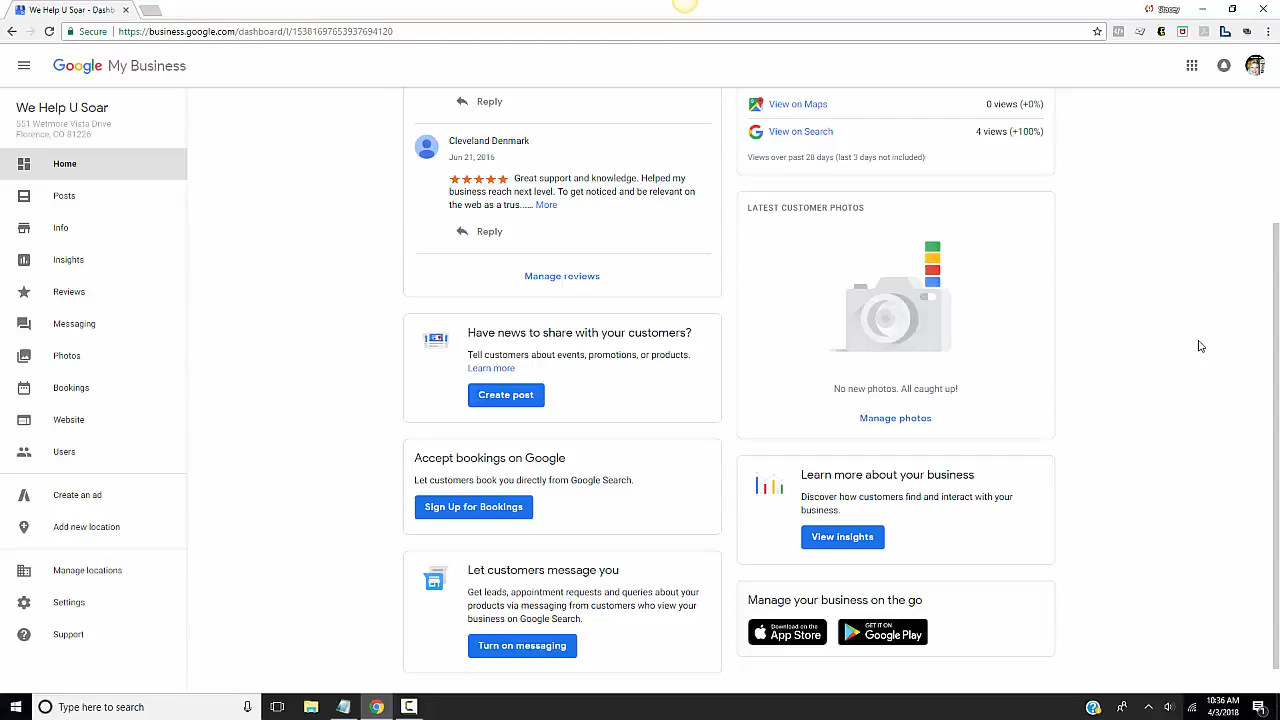 We Help U Soar - Dashb
Stacey
Secure
https://business.google.com/dashboard/l/15381697653937694120
Google My Business
We Help U Soar
551 Wetmore Vista Drive
Florence, CO 81226
Home
Posts
Info
Insights
Reviews
Messaging
Photos
Bookings
Website
Users
Create an ad
Add new location
Manage locations
Settings
Support
Reply
Cleveland Denmark
Jun 21, 2016
Great support and knowledge. Helped my
business reach next level. To get noticed and be relevant on
the web as a trus...... More
Reply
Manage reviews
Have news to share with your customers?
Tell customers about events, promotions, or products.
Learn more
Create post
Accept bookings on Google
Let customers book you directly from Google Search.
Sign Up for Bookings
Let customers message you
Get leads, appointment requests and queries about your
products via messaging from customers who view your
business on Google Search.
Turn on messaging
View on Maps 0 views (+0%)
View on Search 4 views (+100%)
Views over past 28 days (last 3 days not included)
LATEST CUSTOMER PHOTOS
No new photos. All caught up!
Manage photos
Learn more about your business
Discover how customers find and interact with your
business.
View insights
Manage your business on the go
Download on the
App Store
GET IT ON
Google Play
Type here to search
10:36 AM
4/3/2018